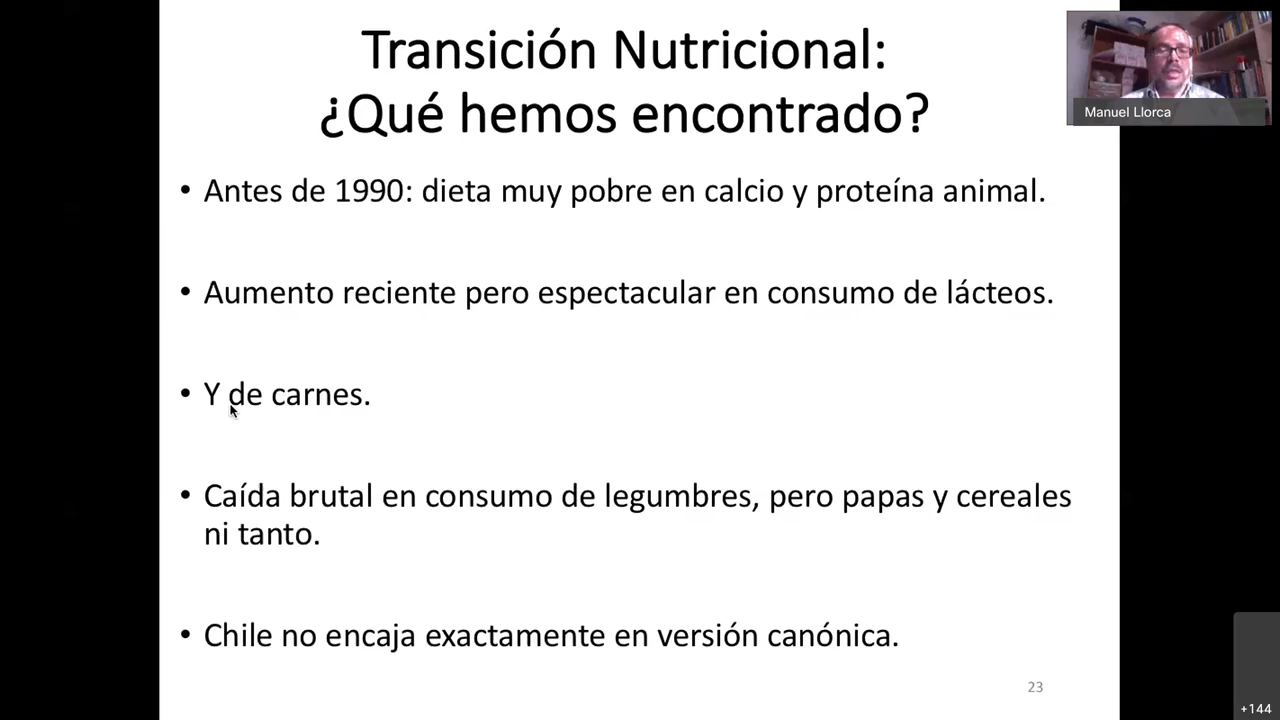 Transición Nutricional:
¿Qué hemos encontrado?
Manuel Llorca
• Antes de 1990: dieta muy pobre en calcio y proteína animal.
• Aumento reciente pero espectacular en consumo de lácteos.
• Y de carnes.
• Caída brutal en consumo de legumbres, pero papas y cereales
ni tanto.
• Chile no encaja exactamente en versión canónica.
23
+144